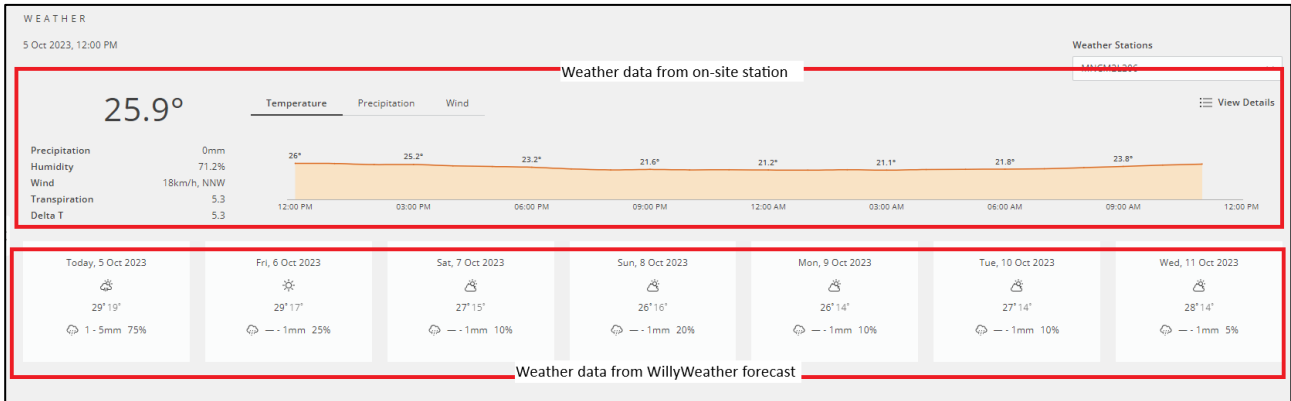 WEATHER
5 Oct 2023, 12:00 PM
Weather Stations
Weather data from on-site station
25.9°
Temperature Precipitation Wind
View Details
Precipitation 0mm
Humidity 71.2%
Wind 18km/h, NNW
Transpiration 5.3
Delta T 5.3
26° 25.2° 23.2° 21.6° 21.2° 21.1° 21.8° 23.8°
12:00 PM 03:00 PM 06:00 PM 09:00 PM 12:00 AM 03:00 AM 06:00 AM 09:00 AM 12:00 PM
Today, 5 Oct 2023 Fri, 6 Oct 2023 Sat, 7 Oct 2023 Sun, 8 Oct 2023 Mon, 9 Oct 2023 Tue, 10 Oct 2023 Wed, 11 Oct 2023
29° 19° 29° 17° 27° 15° 26° 16° 26° 14° 27° 14° 28° 14°
1 - 5mm 75% — - 1mm 25% — - 1mm 10% — - 1mm 20% — - 1mm 10% — - 1mm 10% — - 1mm 5%
Weather data from WillyWeather forecast